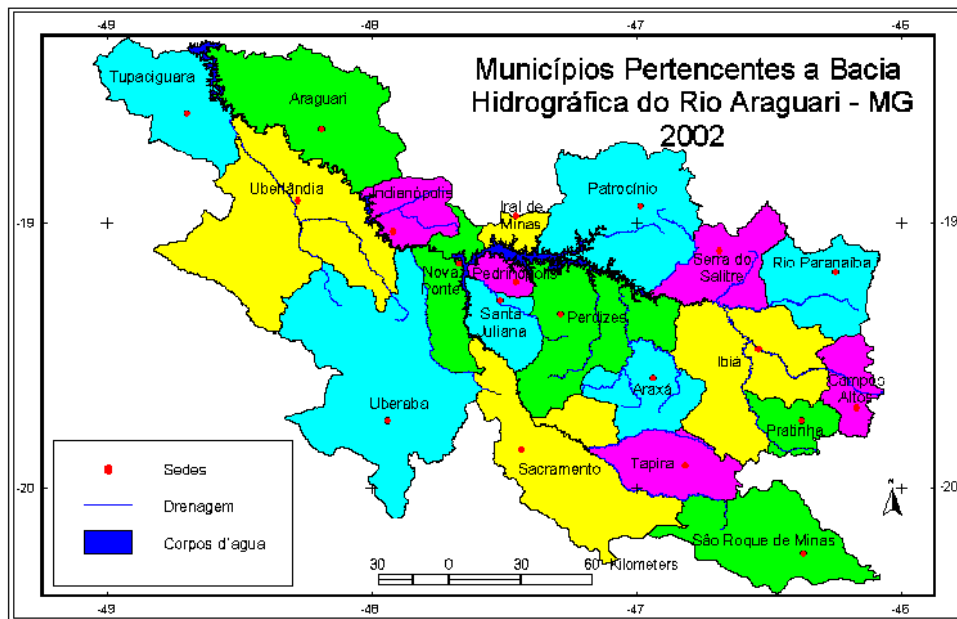 -49
-48
-47
-46
Municípios Pertencentes a Bacia
Hidrográfica do Rio Araguari - MG
2002
Tupaciguara
Araguari
Uberlândia
Indianópolis
Iraí de
Minas
Patrocínio
-19
-19
Serra do
Salitre
Rio Paranaíba
Nova
Ponte
Pedrinópolis
Santa
Juliana
Perdizes
Ibiá
Araxá
Campos
Altos
Uberaba
Pratinha
Sacramento
Tapira
-20
-20
São Roque de Minas
Sedes
Drenagem
Corpos d'agua
N
30 0 30 60 Kilometers
-49
-48
-47
-46